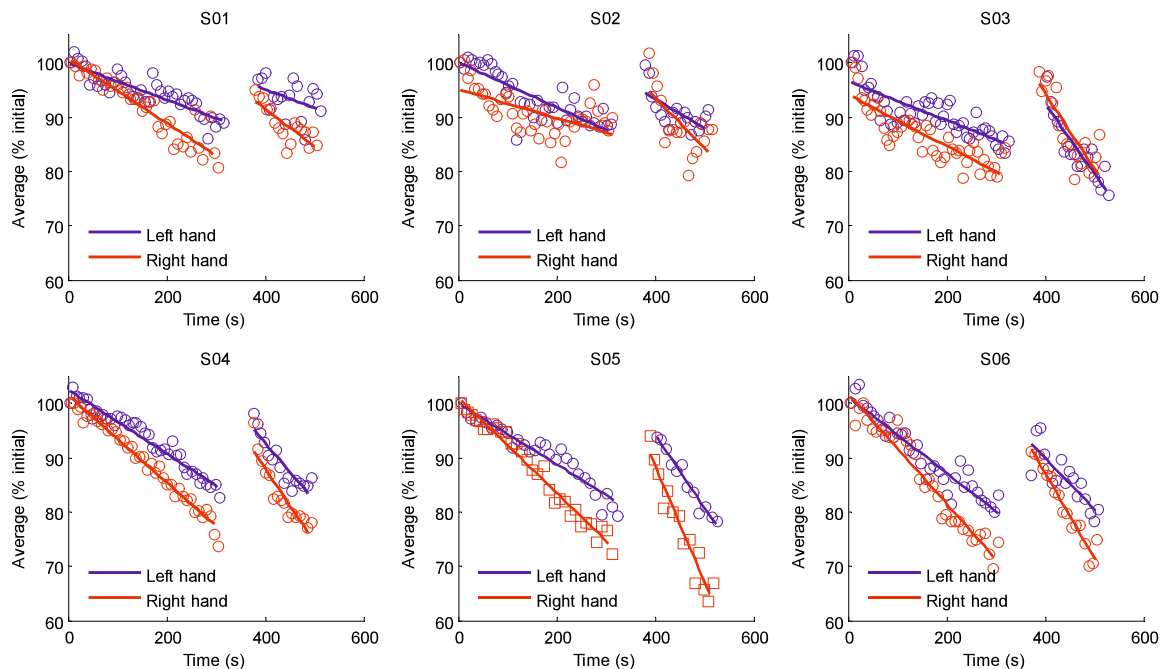 S01
Average (% initial)
100
90
80
70
60
Left hand
Right hand
0
200
400
600
Time (s)
S02
Average (% initial)
100
90
80
70
60
Left hand
Right hand
0
200
400
600
Time (s)
S03
Average (% initial)
100
90
80
70
60
Left hand
Right hand
0
200
400
600
Time (s)
S04
Average (% initial)
100
90
80
70
60
Left hand
Right hand
0
200
400
600
Time (s)
S05
Average (% initial)
100
90
80
70
60
Left hand
Right hand
0
200
400
600
Time (s)
S06
Average (% initial)
100
90
80
70
60
Left hand
Right hand
0
200
400
600
Time (s)